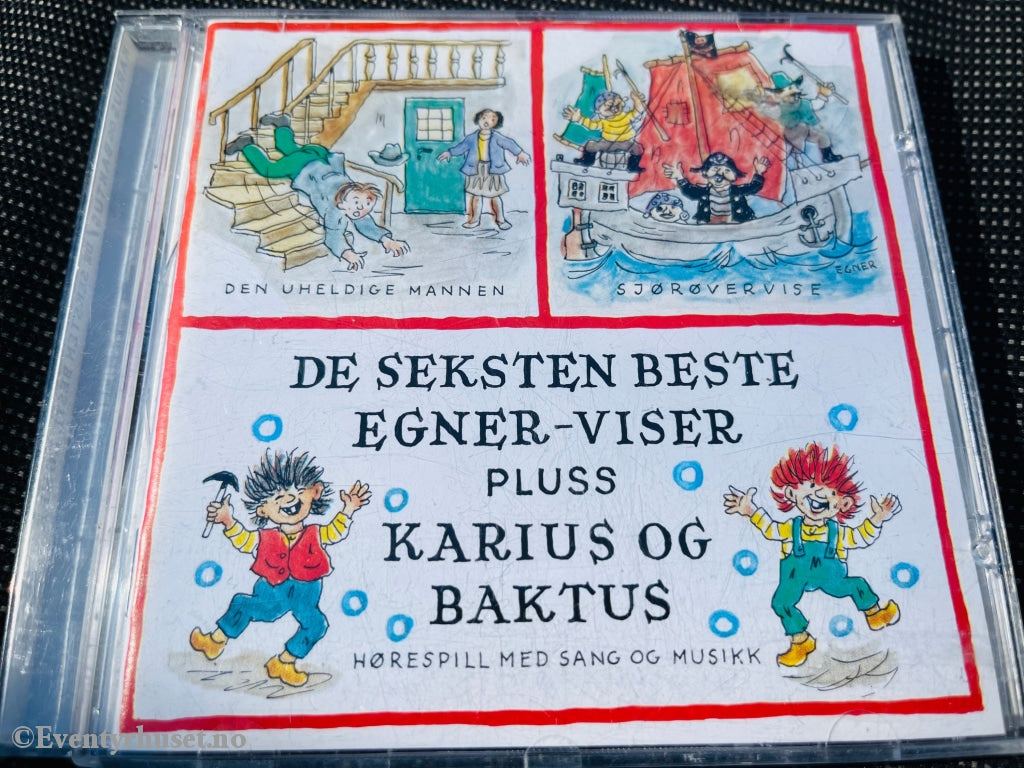 DEN UHELDIGE MANNEN
EGNER
SJØRØVERVISE
DE SEKSTEN BESTE
EGNER-VISER
PLUSS
KARIUS OG
BAKTUS
HØRESPILL MED SANG OG MUSIKK
©Eventyrhuset.no